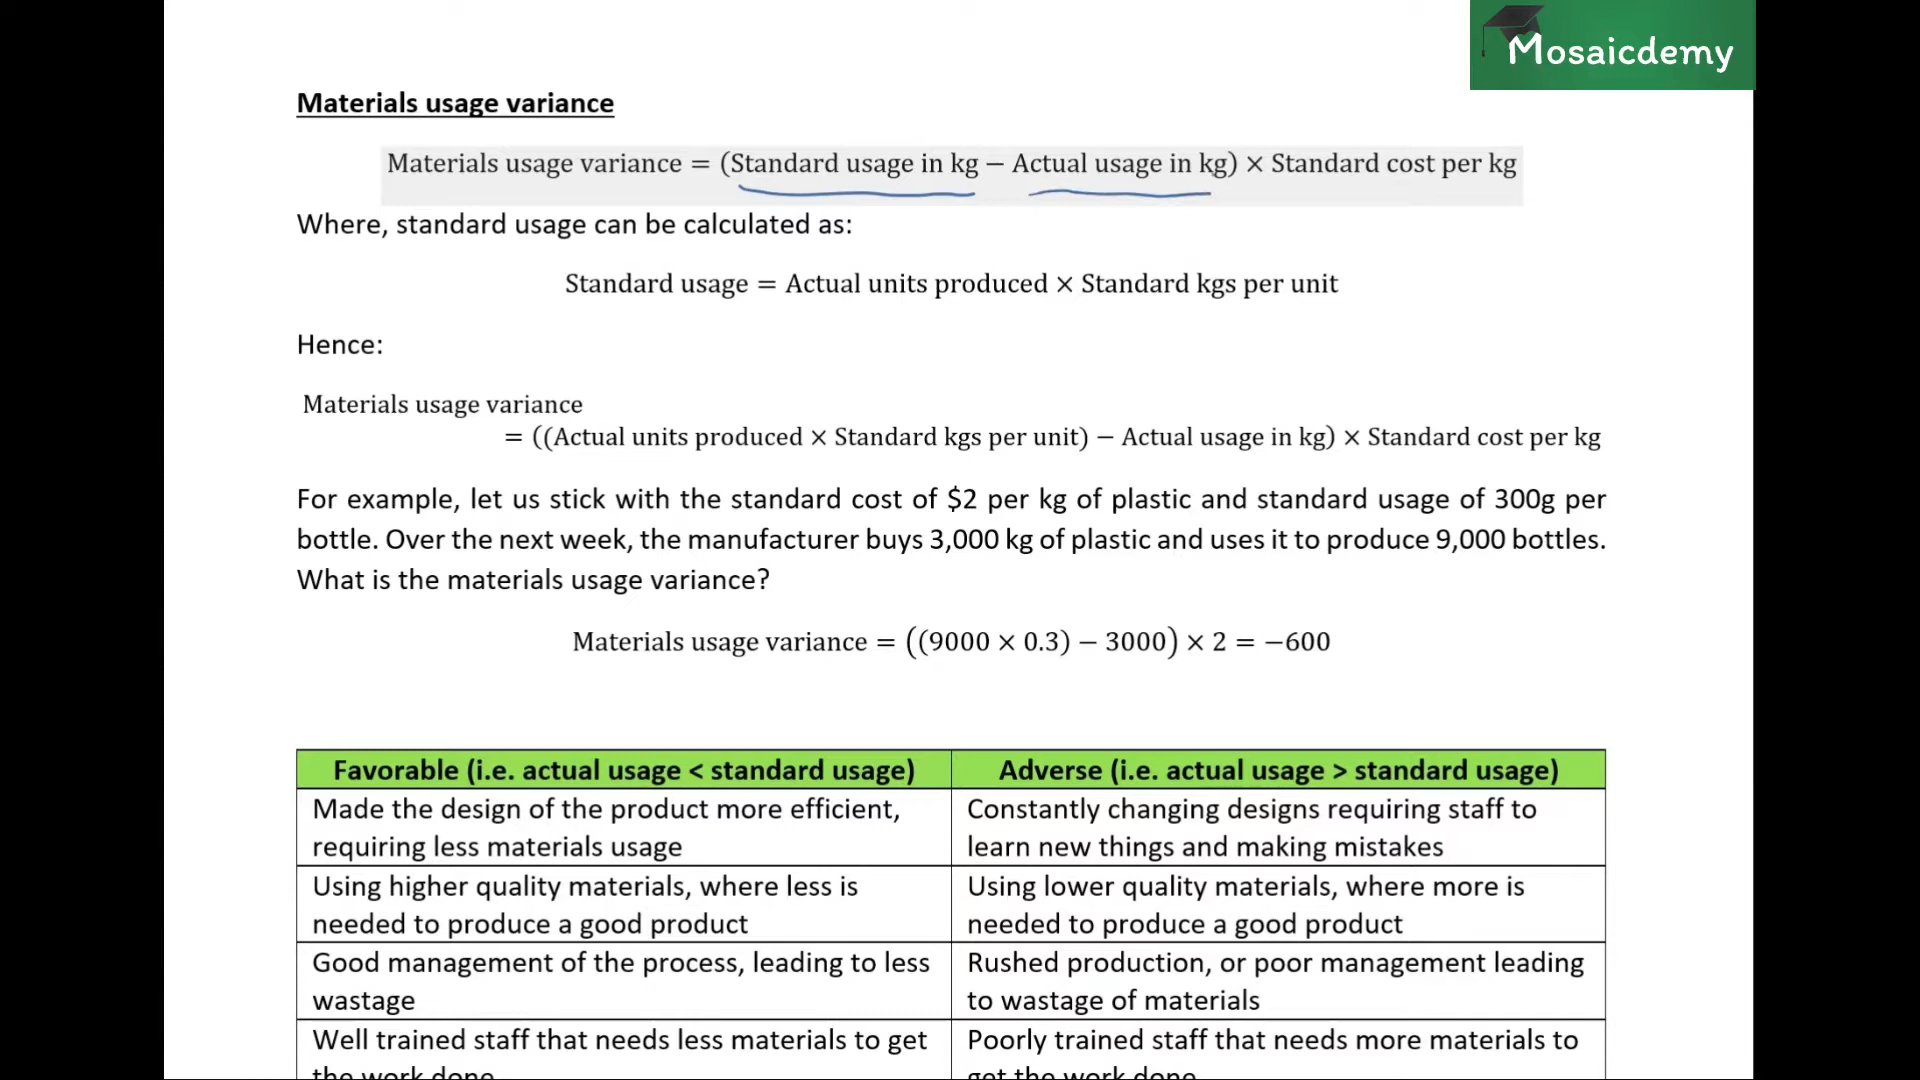 Mosaicdemy
Materials usage variance
Materials usage variance = (Standard usage in kg − Actual usage in kg) × Standard cost per kg
Where, standard usage can be calculated as:
Standard usage = Actual units produced × Standard kgs per unit
Hence:
Materials usage variance
= ((Actual units produced × Standard kgs per unit) − Actual usage in kg) × Standard cost per kg
For example, let us stick with the standard cost of $2 per kg of plastic and standard usage of 300g per
bottle. Over the next week, the manufacturer buys 3,000 kg of plastic and uses it to produce 9,000 bottles.
What is the materials usage variance?
Materials usage variance = ((9000 × 0.3) − 3000) × 2 = −600
Favorable (i.e. actual usage < standard usage)
Adverse (i.e. actual usage > standard usage)
Made the design of the product more efficient,
requiring less materials usage
Constantly changing designs requiring staff to
learn new things and making mistakes
Using higher quality materials, where less is
needed to produce a good product
Using lower quality materials, where more is
needed to produce a good product
Good management of the process, leading to less
wastage
Rushed production, or poor management leading
to wastage of materials
Well trained staff that needs less materials to get
the work done
Poorly trained staff that needs more materials to
get the work done